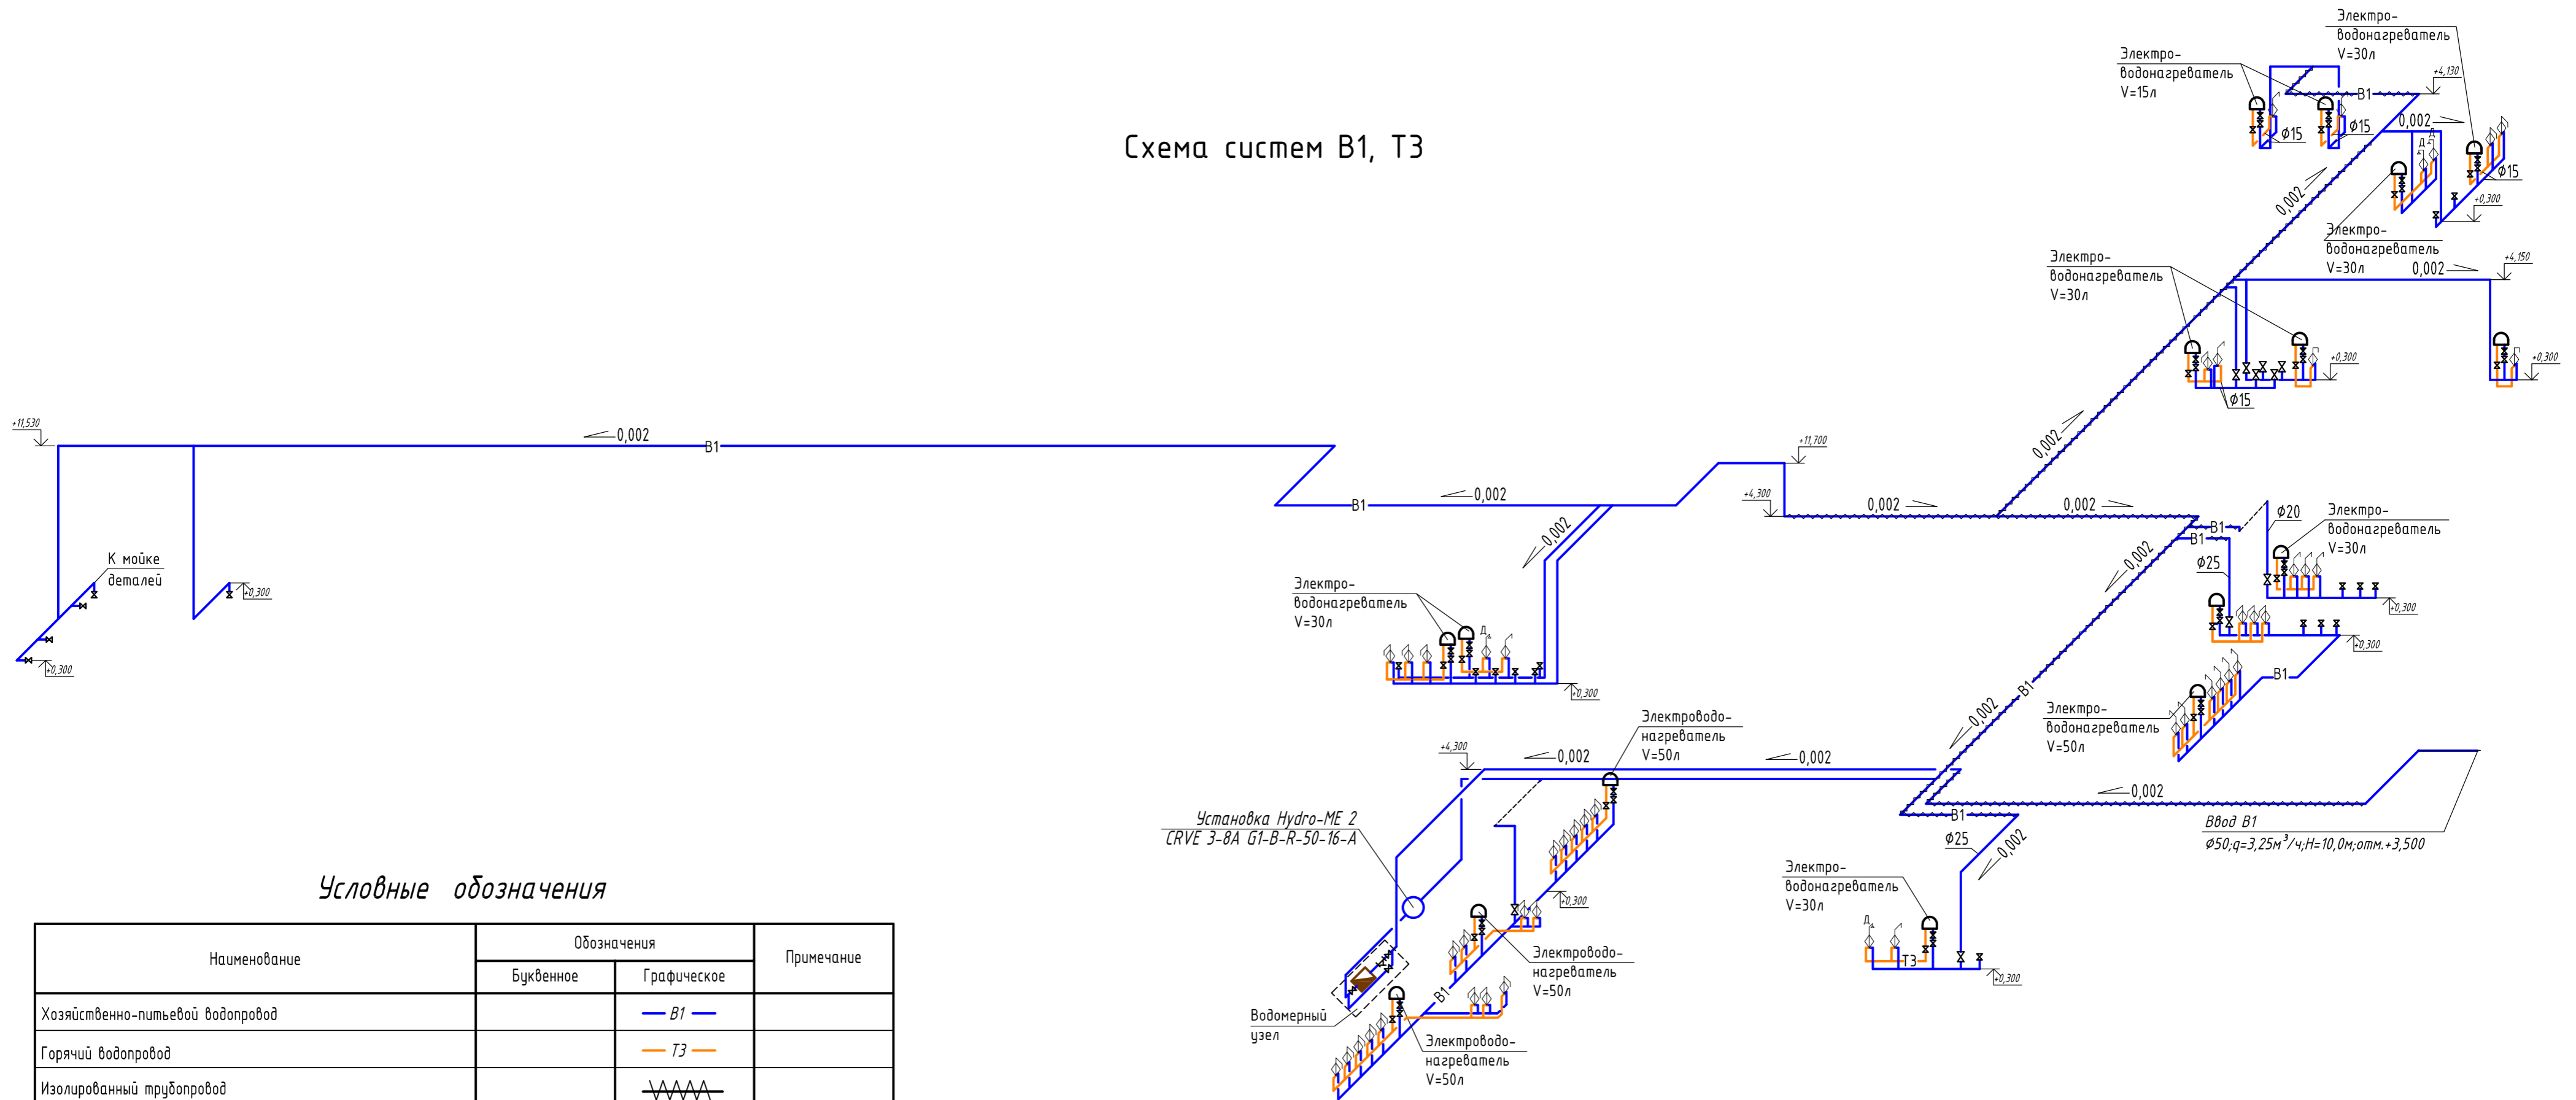 Схема систем В1, Т3
Электро-
водонагреватель
V=30л
Электро-
водонагреватель
V=15л
+4,130
В1
0,002
Ø15
Ø15
Д
Д
Ø15
0,002
+0,300
Электро-
водонагреватель
V=30л
0,002
+4,150
Электро-
водонагреватель
V=30л
+0,300
+0,300
Ø15
0,002
+11,530
0,002
В1
+11,700
+4,300
В1
0,002
0,002
0,002
0,002
К мойке
деталей
+0,300
+0,300
Электро-
водонагреватель
V=30л
Д
+0,300
В1
В1
0,002
Ø20
Электро-
водонагреватель
V=30л
Ø25
+0,300
+0,300
В1
В1
0,002
Электро-
водонагреватель
V=50л
Электроводо-
нагреватель
V=50л
+4,300
0,002
0,002
0,002
Установка Hydro-ME 2
CRVE 3-8A G1-B-R-50-16-A
В1
Ввод В1
Ø50;q=3,25м³/ч;Н=10,0м;отм.+3,500
Ø25
0,002
Электро-
водонагреватель
V=30л
Д
Т3
+0,300
+0,300
Электроводо-
нагреватель
V=50л
В1
Водомерный
узел
Электроводо-
нагреватель
V=50л
Условные обозначения
Наименование
Обозначения
Примечание
Буквенное
Графическое
Хозяйственно-питьевой водопровод
В1
Горячий водопровод
Т3
Изолированный трубопровод